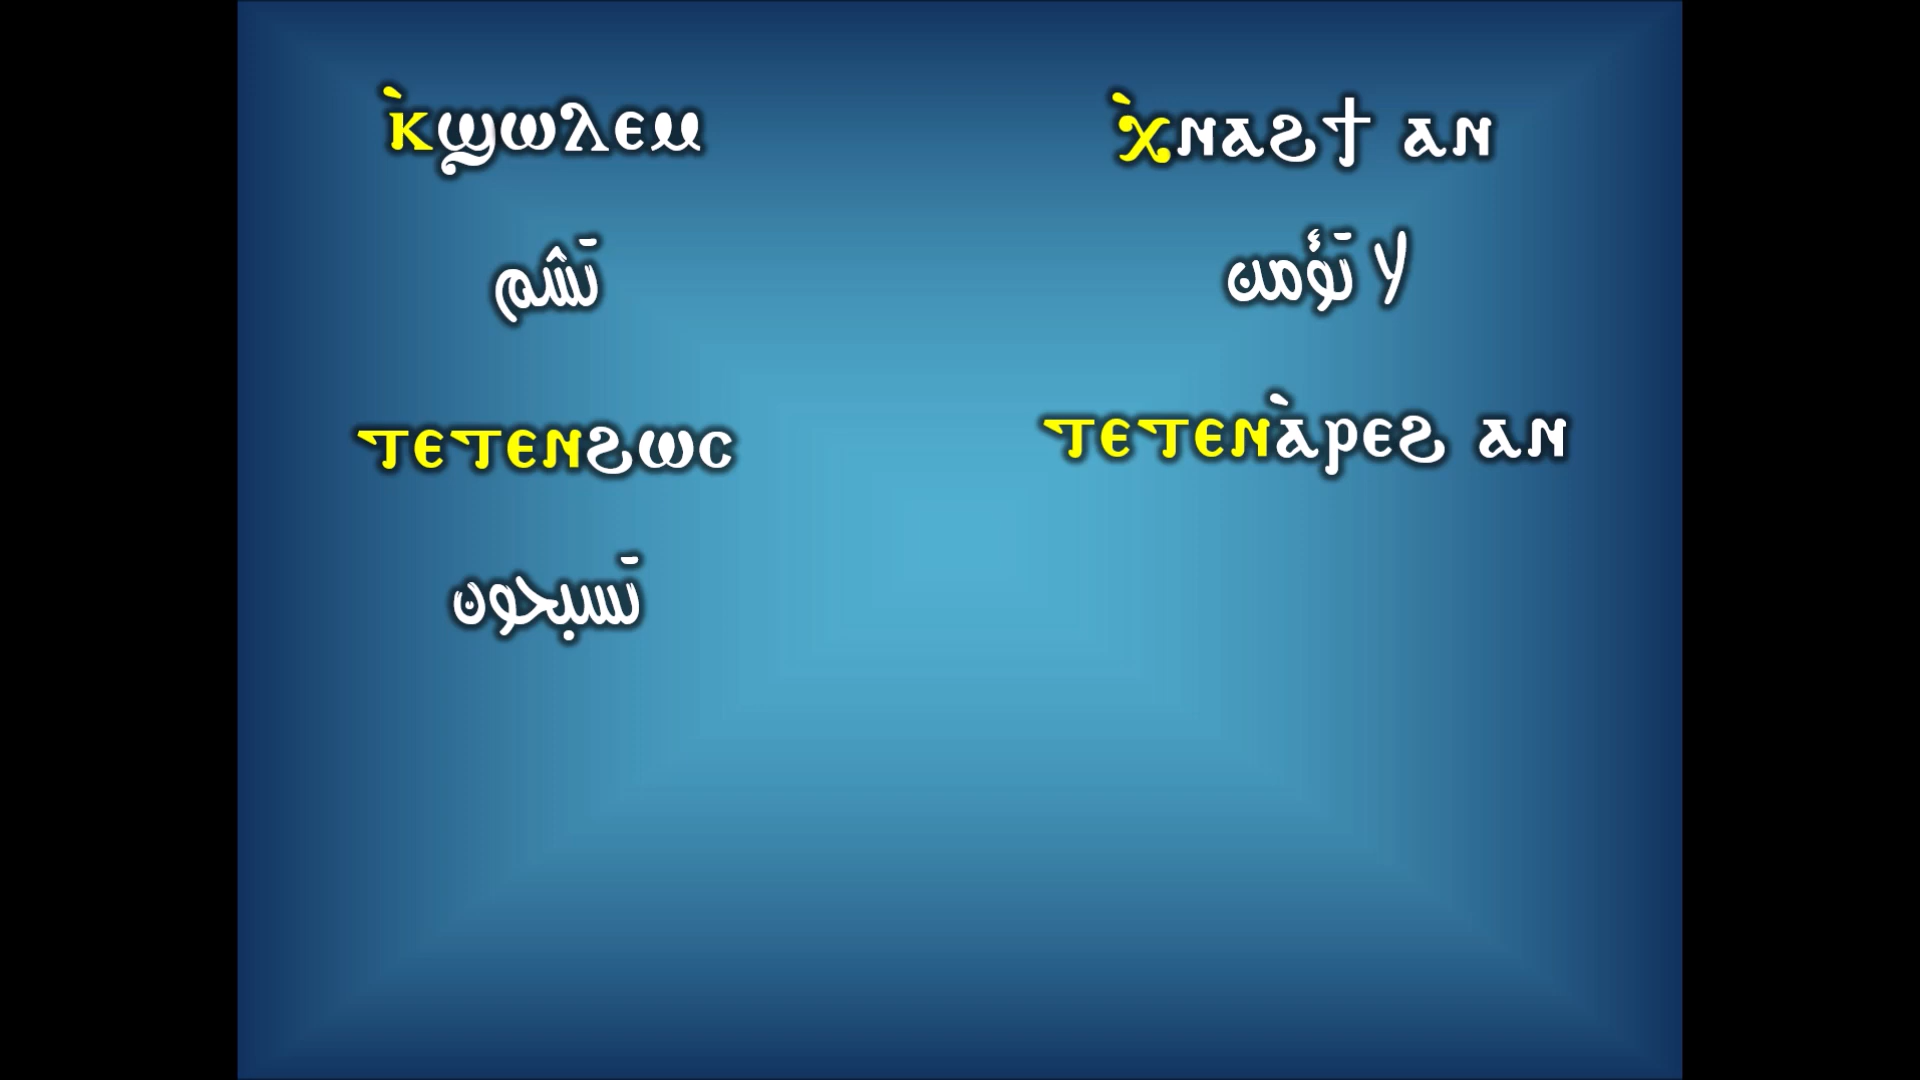 ⲕ̀ϣⲱⲗⲉⲙ
ⲭ̀ⲛⲁϩϯ ⲁⲛ
تشم
لا تؤمن
ⲧⲉⲧⲉⲛϩⲱⲥ
ⲧⲉⲧⲉⲛⲁ̀ⲣⲉϩ ⲁⲛ
تسبحون